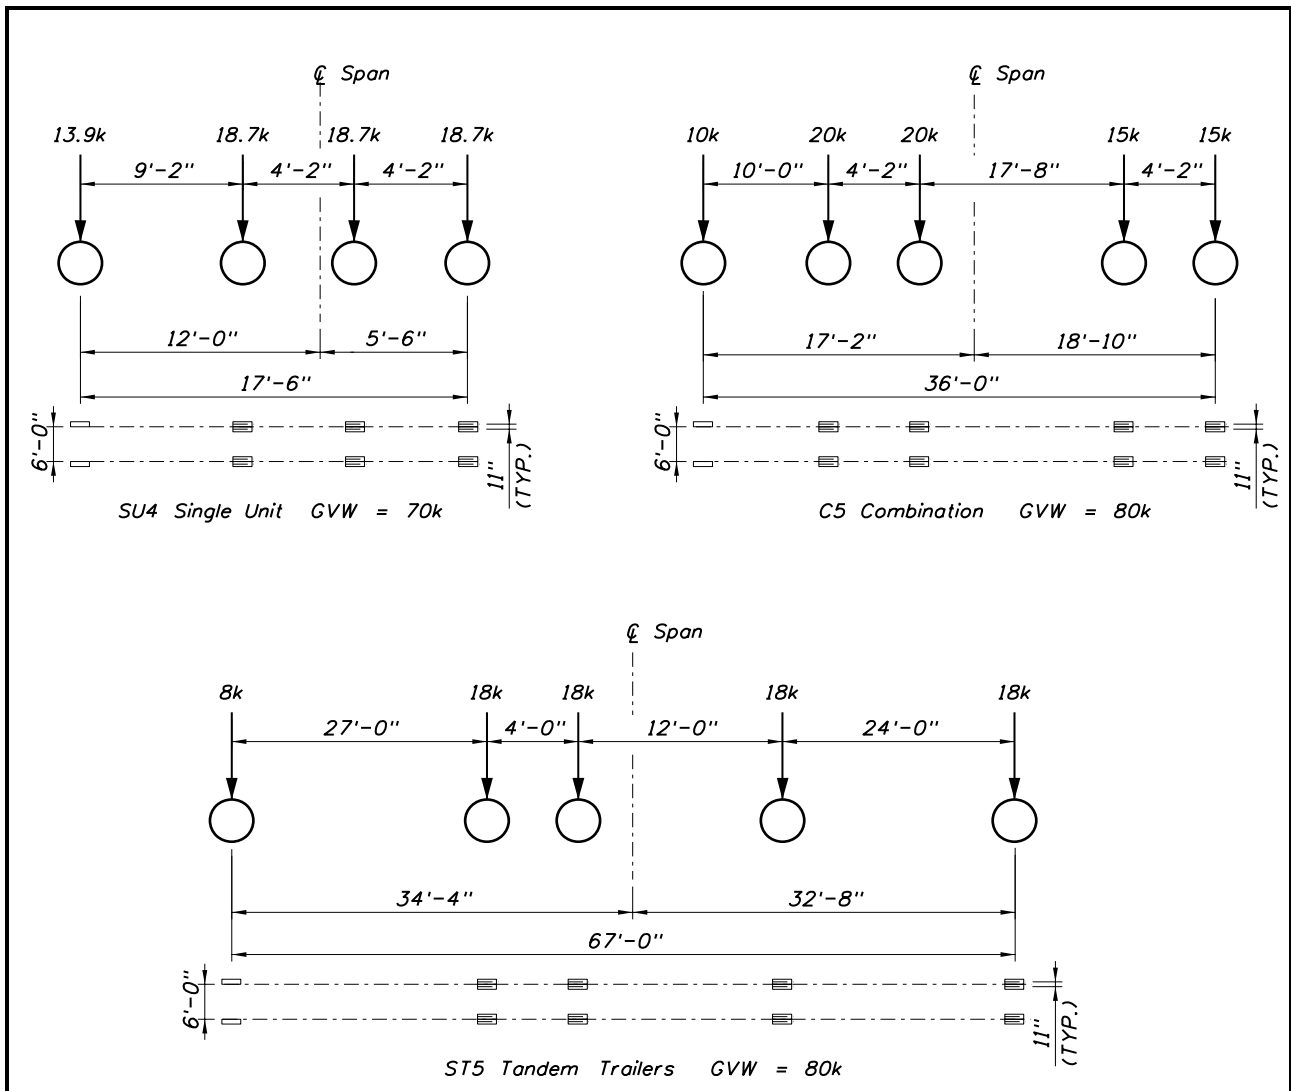 ℄ Span
13.9k 18.7k 18.7k 18.7k
9'-2" 4'-2" 4'-2"
12'-0" 5'-6"
17'-6"
6'-0"
11"
(TYP.)
SU4 Single Unit GVW = 70k
℄ Span
10k 20k 20k 15k 15k
10'-0" 4'-2" 17'-8" 4'-2"
17'-2" 18'-10"
36'-0"
6'-0"
11"
(TYP.)
C5 Combination GVW = 80k
℄ Span
8k 18k 18k 18k 18k
27'-0" 4'-0" 12'-0" 24'-0"
34'-4" 32'-8"
67'-0"
6'-0"
11"
(TYP.)
ST5 Tandem Trailers GVW = 80k